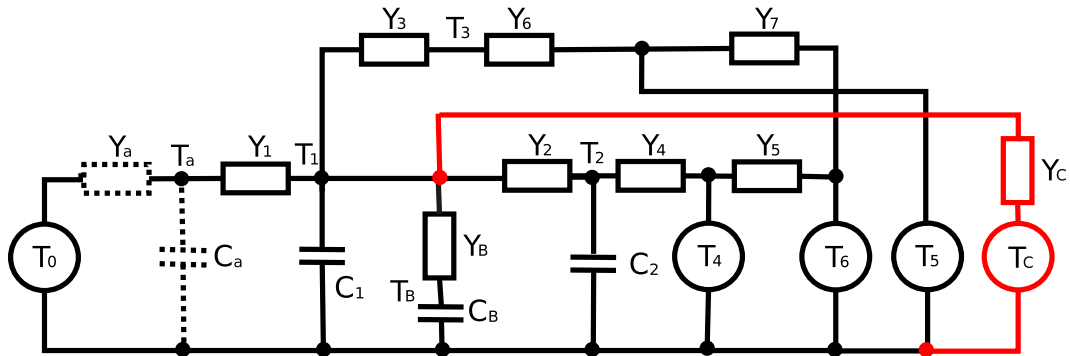 Y3 T3 Y6 Y7
Ya Ta Y1 T1 Y2 T2 Y4 Y5 YC
T0 Ca YB C2 T4 T6 T5 TC
C1 TB CB